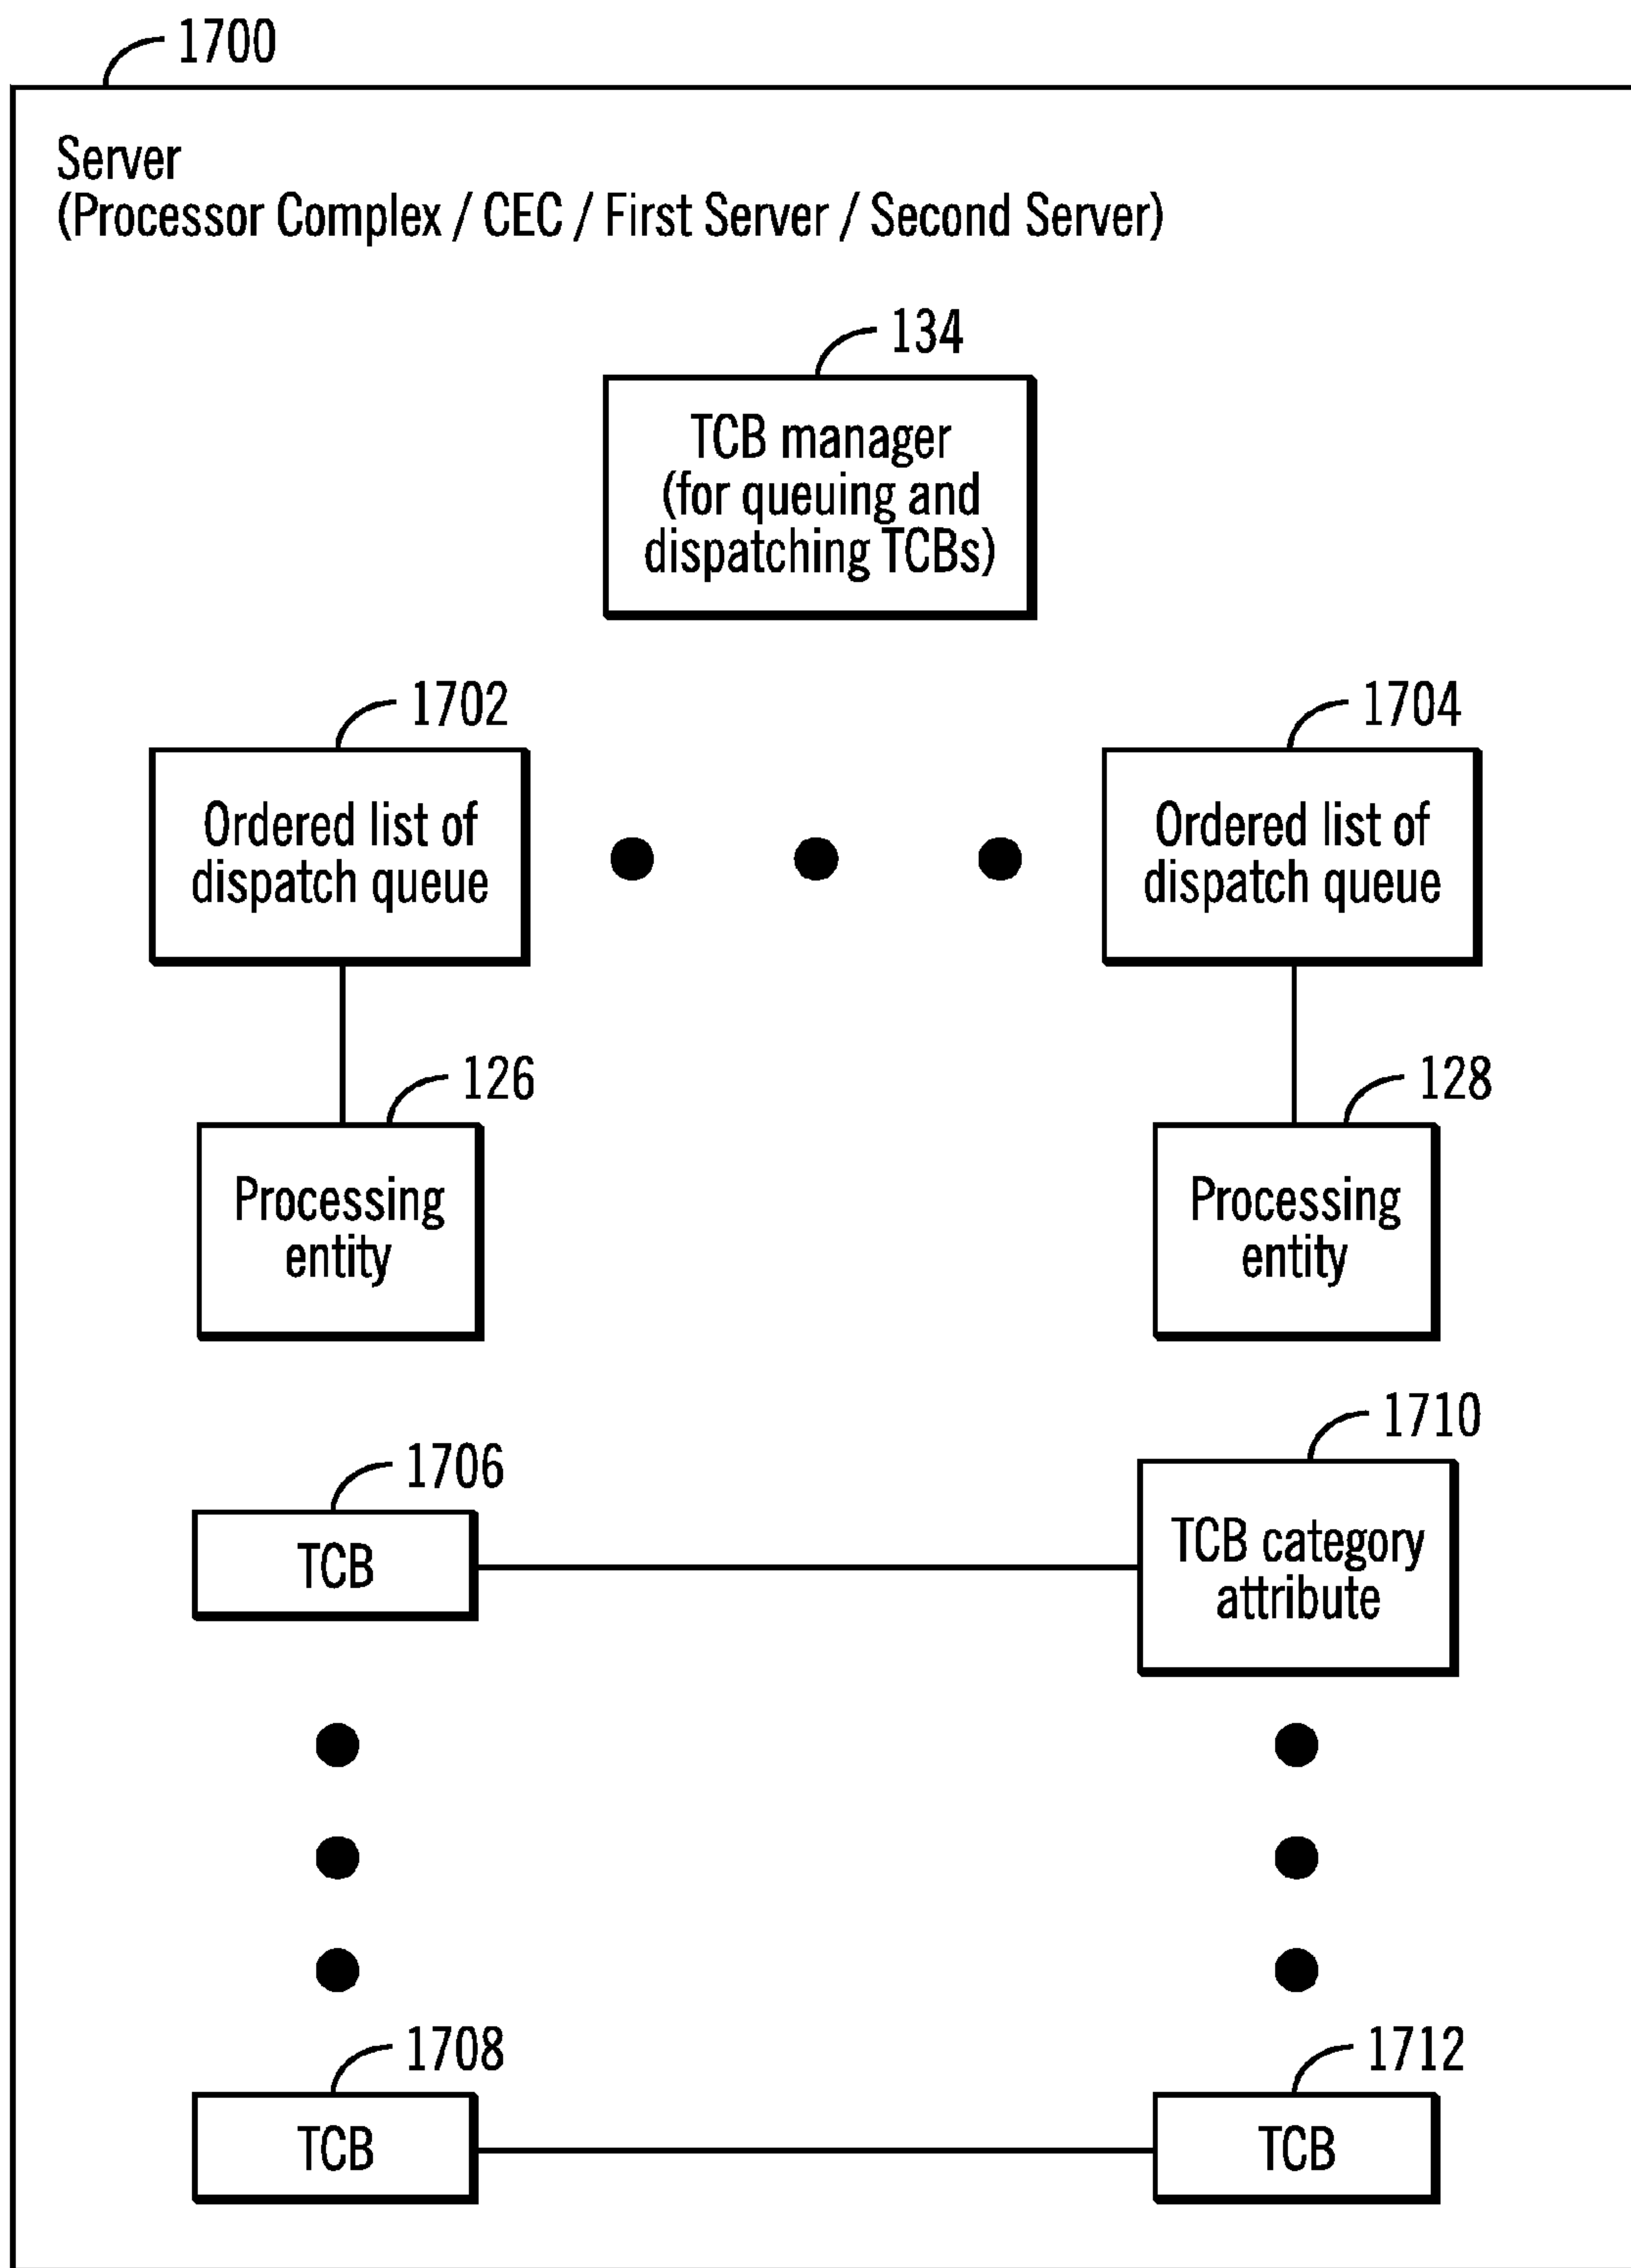 1700
Server
(Processor Complex / CEC / First Server / Second Server)
134
TCB manager
(for queuing and
dispatching TCBs)
1702
1704
Ordered list of
dispatch queue
Ordered list of
dispatch queue
126
128
Processing
entity
Processing
entity
1710
1706
TCB category
attribute
TCB
1708
1712
TCB
TCB